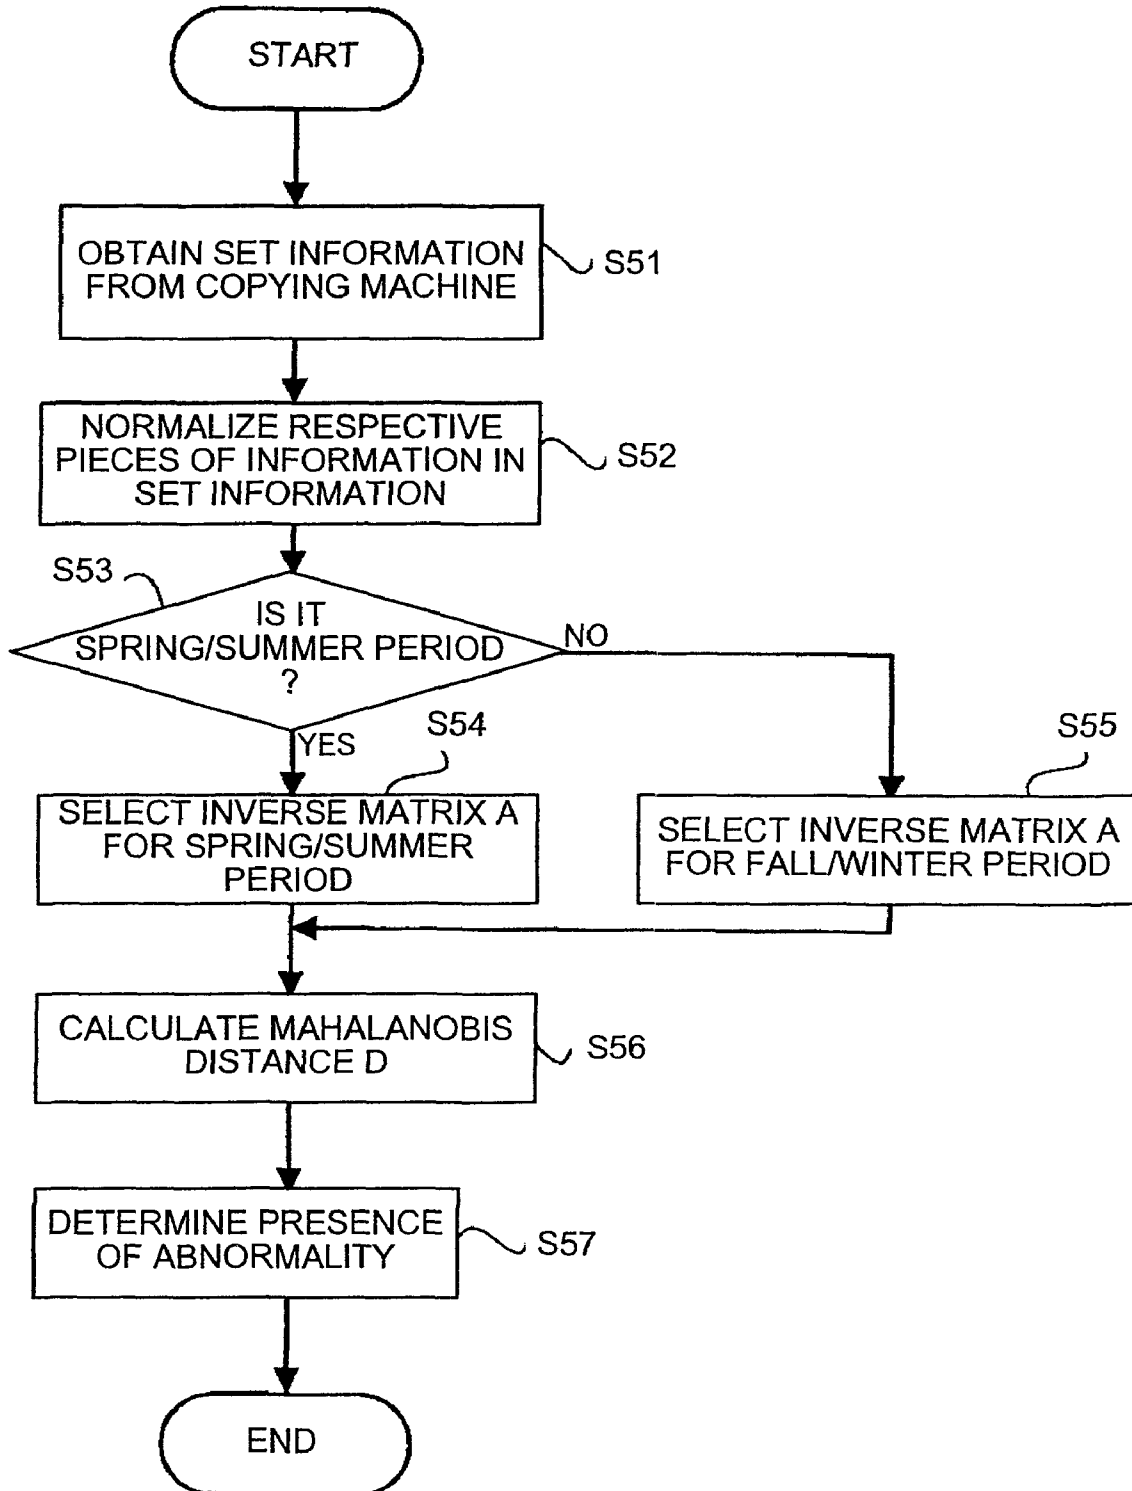 START
OBTAIN SET INFORMATION
FROM COPYING MACHINE
S51
NORMALIZE RESPECTIVE
PIECES OF INFORMATION IN
SET INFORMATION
S52
S53
IS IT
SPRING/SUMMER PERIOD
?
NO
YES
S54
S55
SELECT INVERSE MATRIX A
FOR SPRING/SUMMER
PERIOD
SELECT INVERSE MATRIX A
FOR FALL/WINTER PERIOD
CALCULATE MAHALANOBIS
DISTANCE D
S56
DETERMINE PRESENCE
OF ABNORMALITY
S57
END